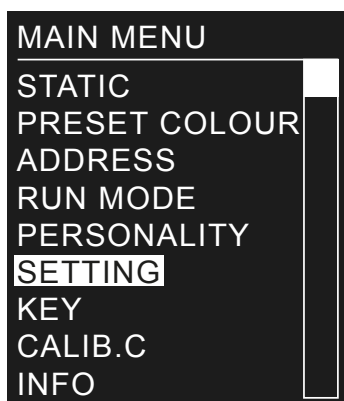 MAIN MENU
STATIC
PRESET COLOUR
ADDRESS
RUN MODE
PERSONALITY
SETTING
KEY
CALIB.C
INFO